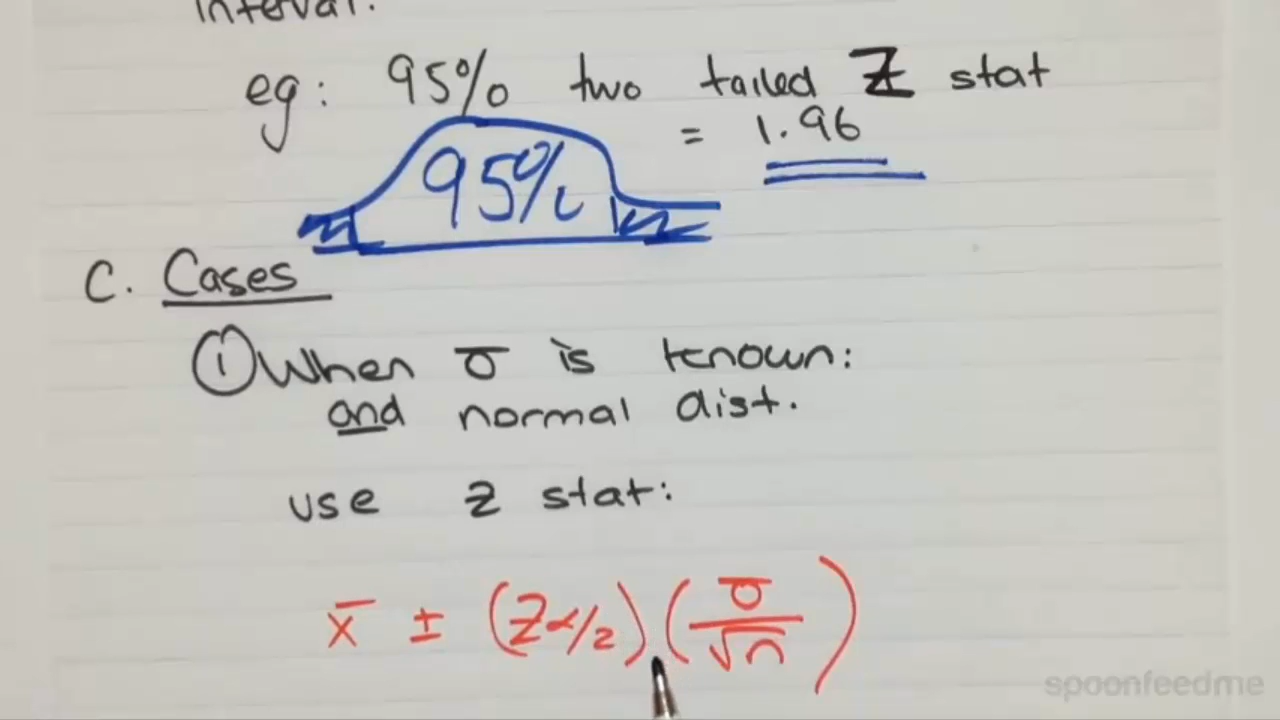 interval.
eg: 95% two tailed Z stat
= 1.96
95%
C. Cases
① When σ is known:
and normal dist.
use z stat:
x̄ ± (Zα/2) (σ/√n)
spoonfeedme